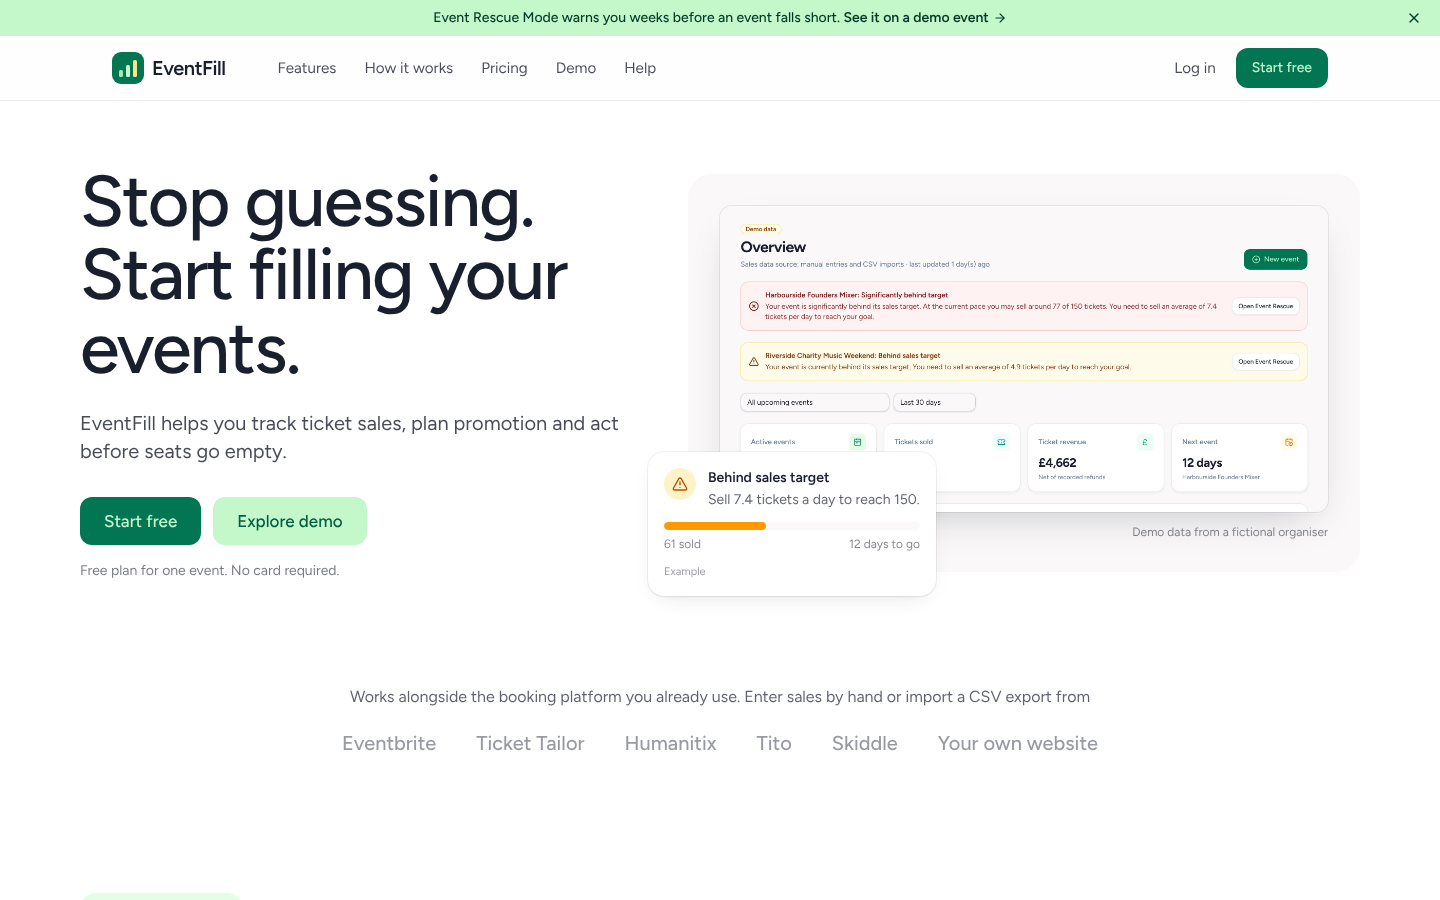 Event Rescue Mode warns you weeks before an event falls short. See it on a demo event →
EventFill
Features
How it works
Pricing
Demo
Help
Log in
Start free
Stop guessing.
Start filling your
events.
EventFill helps you track ticket sales, plan promotion and act
before seats go empty.
Start free
Explore demo
Free plan for one event. No card required.
Demo data
Overview
Sales data source: manual entries and CSV imports · last updated 1 day(s) ago
New event
Harbourside Founders Mixer: Significantly behind target
Your event is significantly behind its sales target. At the current pace you may sell around 77 of 150 tickets. You need to sell an average of 7.4
tickets per day to reach your goal.
Open Event Rescue
Riverside Charity Music Weekend: Behind sales target
Your event is currently behind its sales target. You need to sell an average of 4.9 tickets per day to reach your goal.
Open Event Rescue
All upcoming events
Last 30 days
Active events
Tickets sold
Ticket revenue
£
£4,662
Net of recorded refunds
Next event
12 days
Harbourside Founders Mixer
Behind sales target
Sell 7.4 tickets a day to reach 150.
61 sold
12 days to go
Example
Demo data from a fictional organiser
Works alongside the booking platform you already use. Enter sales by hand or import a CSV export from
Eventbrite
Ticket Tailor
Humanitix
Tito
Skiddle
Your own website